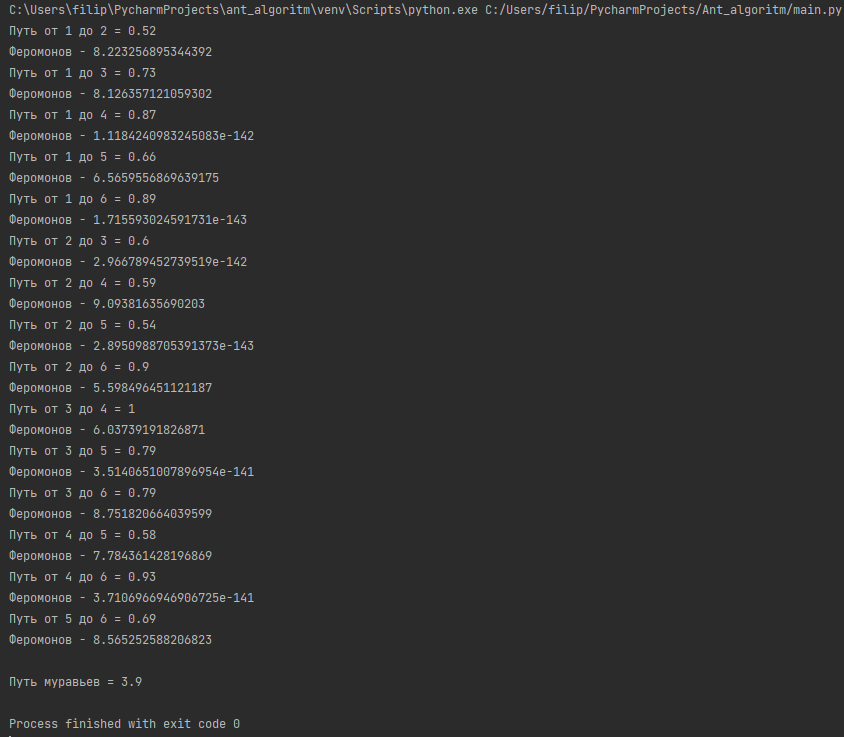 C:\Users\filip\PycharmProjects\ant_algoritm\venv\Scripts\python.exe C:/Users/filip/PycharmProjects/Ant_algoritm/main.py
Путь от 1 до 2 = 0.52
Феромонов - 8.223256895344392
Путь от 1 до 3 = 0.73
Феромонов - 8.126357121059302
Путь от 1 до 4 = 0.87
Феромонов - 1.1184240983245083e-142
Путь от 1 до 5 = 0.66
Феромонов - 6.5659556869639175
Путь от 1 до 6 = 0.89
Феромонов - 1.715593024591731e-143
Путь от 2 до 3 = 0.6
Феромонов - 2.966789452739519e-142
Путь от 2 до 4 = 0.59
Феромонов - 9.09381635690203
Путь от 2 до 5 = 0.54
Феромонов - 2.8950988705391373e-143
Путь от 2 до 6 = 0.9
Феромонов - 5.598496451121187
Путь от 3 до 4 = 1
Феромонов - 6.03739191826871
Путь от 3 до 5 = 0.79
Феромонов - 3.5140651007896954e-141
Путь от 3 до 6 = 0.79
Феромонов - 8.751820664039599
Путь от 4 до 5 = 0.58
Феромонов - 7.784361428196869
Путь от 4 до 6 = 0.93
Феромонов - 3.7106966946906725e-141
Путь от 5 до 6 = 0.69
Феромонов - 8.565252588206823
Путь муравьев = 3.9
Process finished with exit code 0